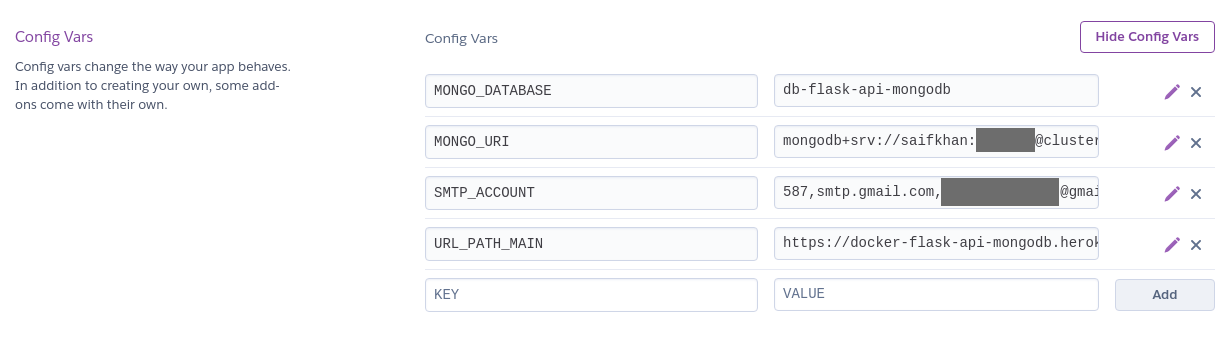 Config Vars
Config vars change the way your app behaves.
In addition to creating your own, some add-
ons come with their own.
Config Vars
Hide Config Vars
MONGO_DATABASE db-flask-api-mongodb
MONGO_URI mongodb+srv://saifkhan: @cluster
SMTP_ACCOUNT 587,smtp.gmail.com, @gmai
URL_PATH_MAIN https://docker-flask-api-mongodb.herok
KEY VALUE Add